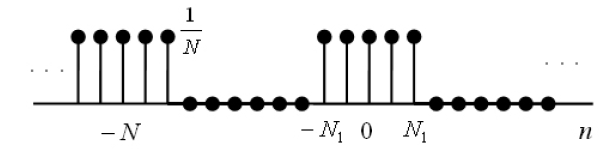 1/N
. . .
. . .
−N −N₁ 0 N₁ n